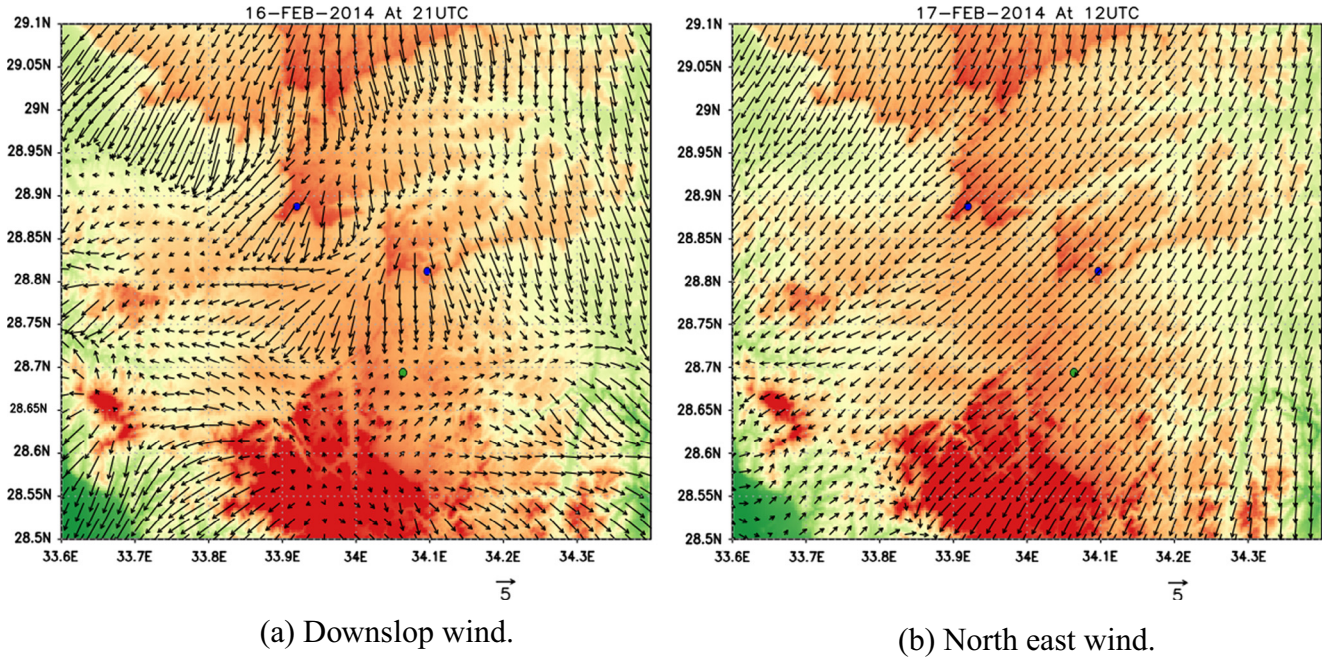 16-FEB-2014 At 21UTC
29.1N
29.05N
29N
28.95N
28.9N
28.85N
28.8N
28.75N
28.7N
28.65N
28.6N
28.55N
28.5N
33.6E 33.7E 33.8E 33.9E 34E 34.1E 34.2E 34.3E
5
(a) Downslop wind.
17-FEB-2014 At 12UTC
29.1N
29.05N
29N
28.95N
28.9N
28.85N
28.8N
28.75N
28.7N
28.65N
28.6N
28.55N
28.5N
33.6E 33.7E 33.8E 33.9E 34E 34.1E 34.2E 34.3E
5
(b) North east wind.